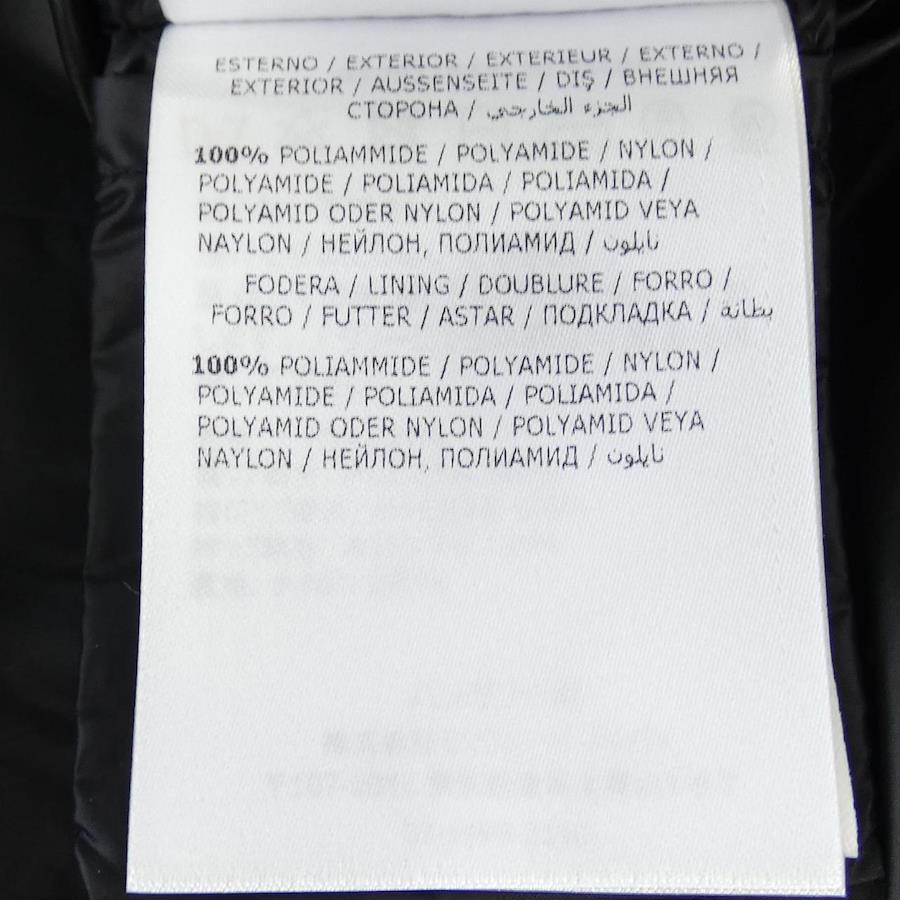 ESTERNO / EXTERIOR / EXTERIEUR / EXTERNO /
EXTERIOR / AUSSENSEITE / DIŞ / ВНЕШНЯЯ
СТОРОНА / الجزء الخارجي
100% POLIAMMIDE / POLYAMIDE / NYLON /
POLYAMIDE / POLIAMIDA / POLIAMIDA /
POLYAMID ODER NYLON / POLYAMID VEYA
NAYLON / НЕЙЛОН, ПОЛИАМИД / نايلون
FODERA / LINING / DOUBLURE / FORRO /
FORRO / FUTTER / ASTAR / ПОДКЛАДКА / بطانة
100% POLIAMMIDE / POLYAMIDE / NYLON /
POLYAMIDE / POLIAMIDA / POLIAMIDA /
POLYAMID ODER NYLON / POLYAMID VEYA
NAYLON / НЕЙЛОН, ПОЛИАМИД / نايلون